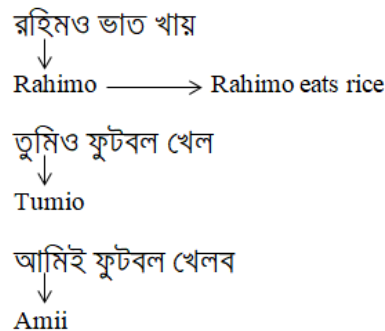 রহিমও ভাত খায়
Rahimo Rahimo eats rice
তুমিও ফুটবল খেল
Tumio
আমিই ফুটবল খেলব
Amii